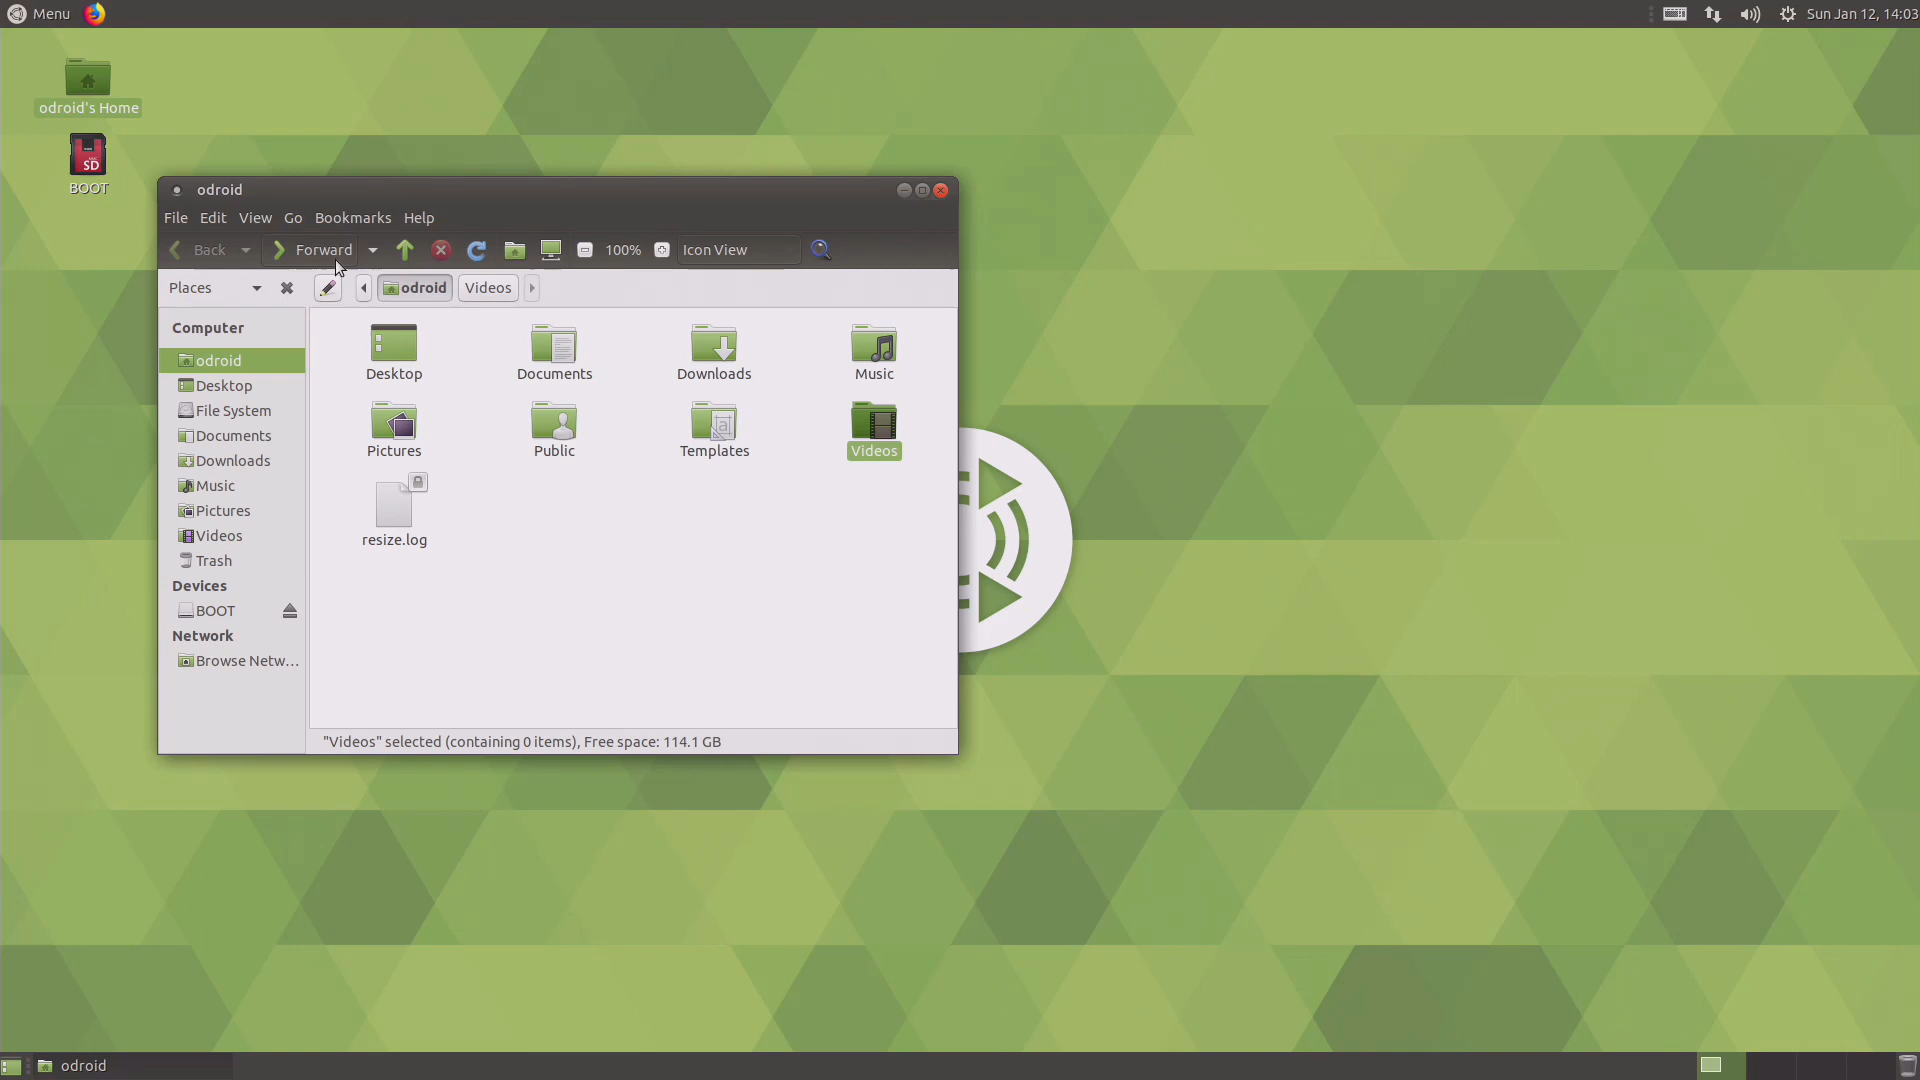 Menu
Sun Jan 12, 14:03
odroid's Home
SD
BOOT
odroid
File Edit View Go Bookmarks Help
Back Forward 100% Icon View
Places odroid Videos
Computer
odroid
Desktop
File System
Documents
Downloads
Music
Pictures
Videos
Trash
Devices
BOOT
Network
Browse Netw...
Desktop Documents Downloads Music
Pictures Public Templates Videos
resize.log
"Videos" selected (containing 0 items), Free space: 114.1 GB
odroid